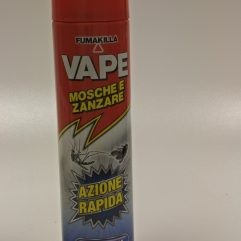 FUMAKILLA
VAPE
MOSCHE E
ZANZARE
AZIONE
RAPIDA